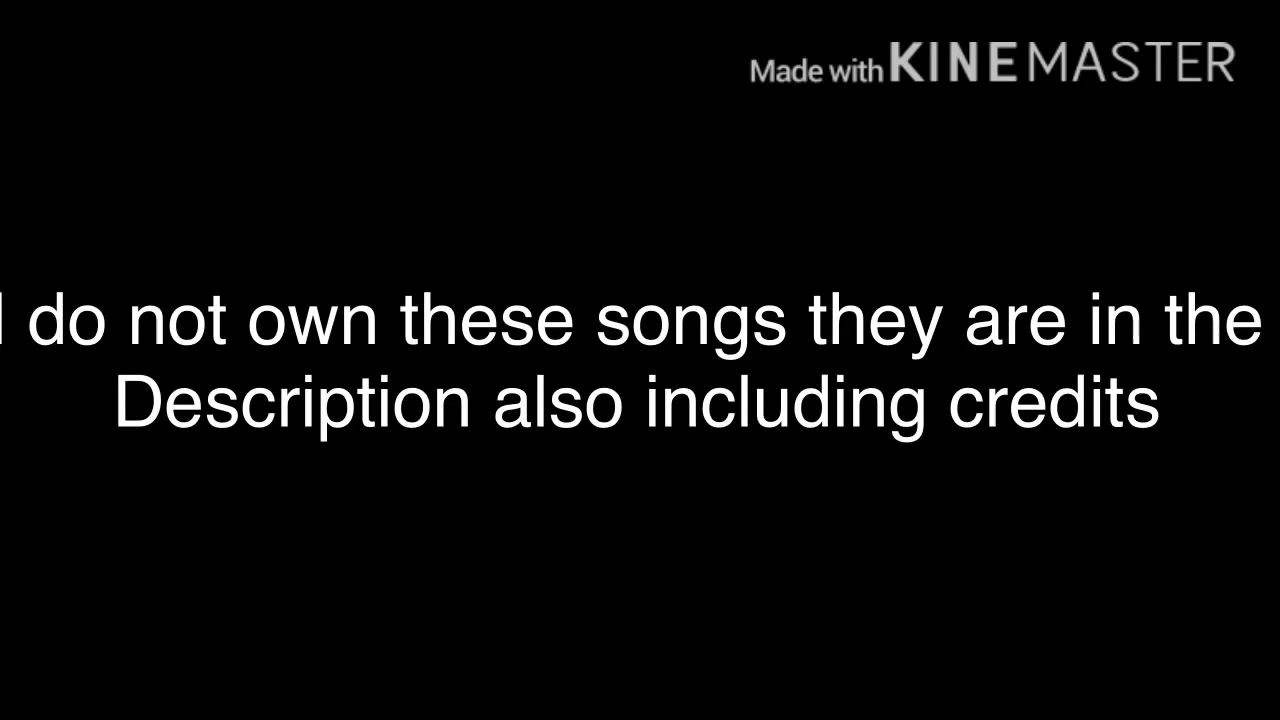 Made with KINEMASTER
I do not own these songs they are in the
Description also including credits